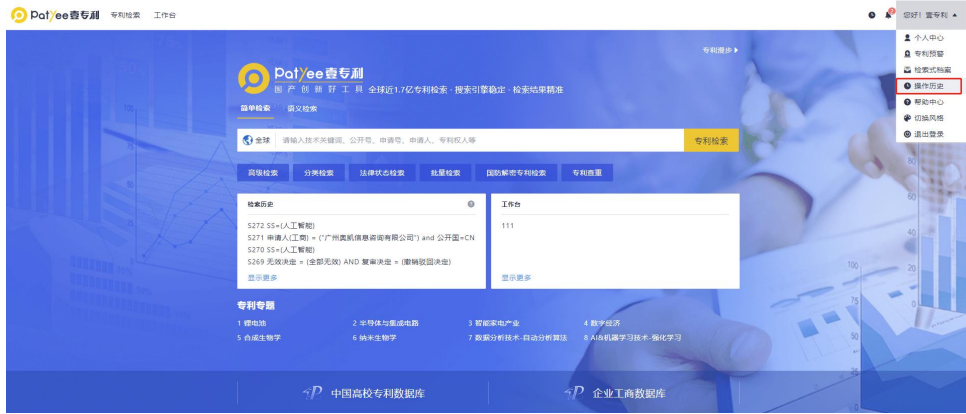 Patyee壹专利 专利检索 工作台 2 您好！壹专利
个人中心
专利预警
检索式档案
操作历史
帮助中心
切换风格
退出登录
专利漫步
Patyee壹专利
国产创新好工具 全球近1.7亿专利检索·搜索引擎稳定·检索结果精准
简单检索 语义检索
全球 请输入技术关键词、公开号、申请号、申请人、专利权人等 专利检索
高级检索 分类检索 法律状态检索 批量检索 国防解密专利检索 专利查重
检索历史
S272 SS=(人工智能)
S271 申请人(工商) = ("广州奥凯信息咨询有限公司") and 公开国=CN
S270 SS=(人工智能)
S269 无效决定 = (全部无效) AND 复审决定 = (撤销驳回决定)
显示更多
工作台
111
显示更多
专利专题
1 锂电池 2 半导体与集成电路 3 智能家电产业 4 数字经济
5 合成生物学 6 纳米生物学 7 数据分析技术-自动分析算法 8 AI&机器学习技术-强化学习
中国高校专利数据库 企业工商数据库